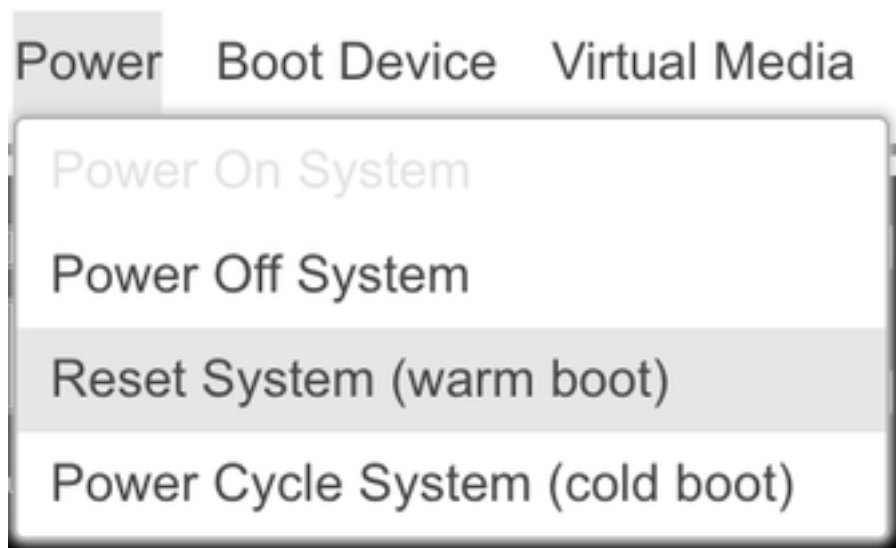 Power Boot Device Virtual Media
Power On System
Power Off System
Reset System (warm boot)
Power Cycle System (cold boot)